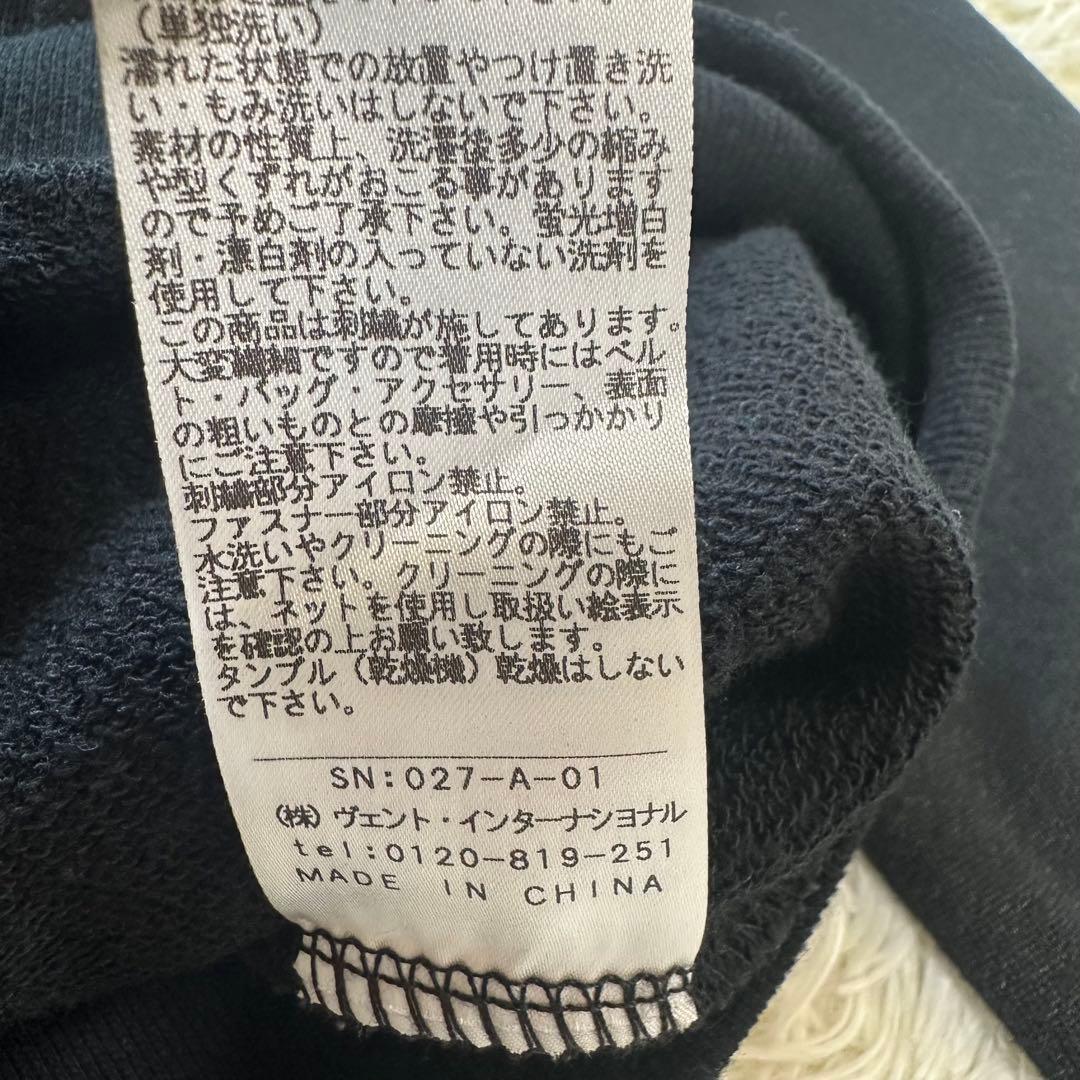 (単独洗い)
濡れた状態での放置やつけ置き洗
い・もみ洗いはしないで下さい。
素材の性質上、洗濯後多少の縮み
や型くずれがおこる事があります
ので予めご了承下さい。蛍光増白
剤・漂白剤の入っていない洗剤を
使用して下さい。
この商品は刺繍が施してあります。
大変繊細ですので着用時にはベル
ト・バッグ・アクセサリー、表面
の粗いものとの摩擦や引っかかり
にご注意下さい。
刺繍部分アイロン禁止。
ファスナー部分アイロン禁止。
水洗いやクリーニングの際にもご
注意下さい。クリーニングの際に
は、ネットを使用し取扱い絵表示
を確認の上お願い致します。
タンブル(乾燥機)乾燥はしない
で下さい。
SN:027-A-01
(株)ヴェント・インターナショナル
tel:0120-819-251
MADE IN CHINA